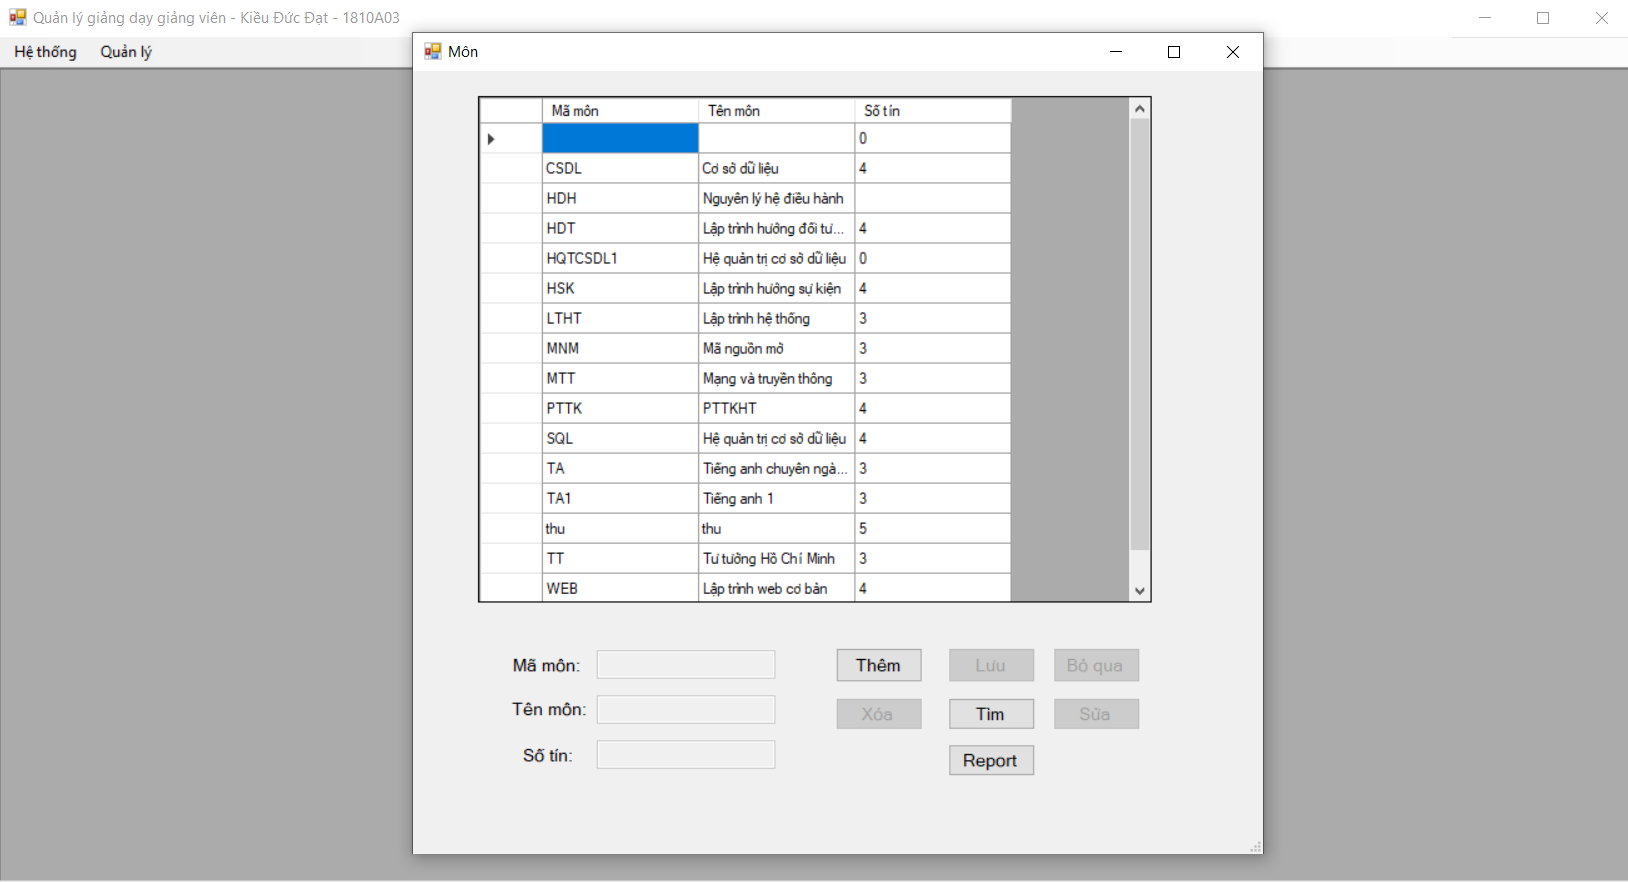 Quản lý giảng dạy giảng viên - Kiều Đức Đạt - 1810A03
Hệ thống Quản lý
Môn
Mã môn Tên môn Số tín
0
CSDL Cơ sở dữ liệu 4
HDH Nguyên lý hệ điều hành
HDT Lập trình hướng đối tư... 4
HQTCSDL1 Hệ quản trị cơ sở dữ liệu 0
HSK Lập trình hướng sự kiện 4
LTHT Lập trình hệ thống 3
MNM Mã nguồn mở 3
MTT Mạng và truyền thông 3
PTTK PTTKHT 4
SQL Hệ quản trị cơ sở dữ liệu 4
TA Tiếng anh chuyên ngà... 3
TA1 Tiếng anh 1 3
thu thu 5
TT Tư tưởng Hồ Chí Minh 3
WEB Lập trình web cơ bản 4
Mã môn: Thêm Lưu Bỏ qua
Tên môn: Xóa Tìm Sửa
Số tín: Report